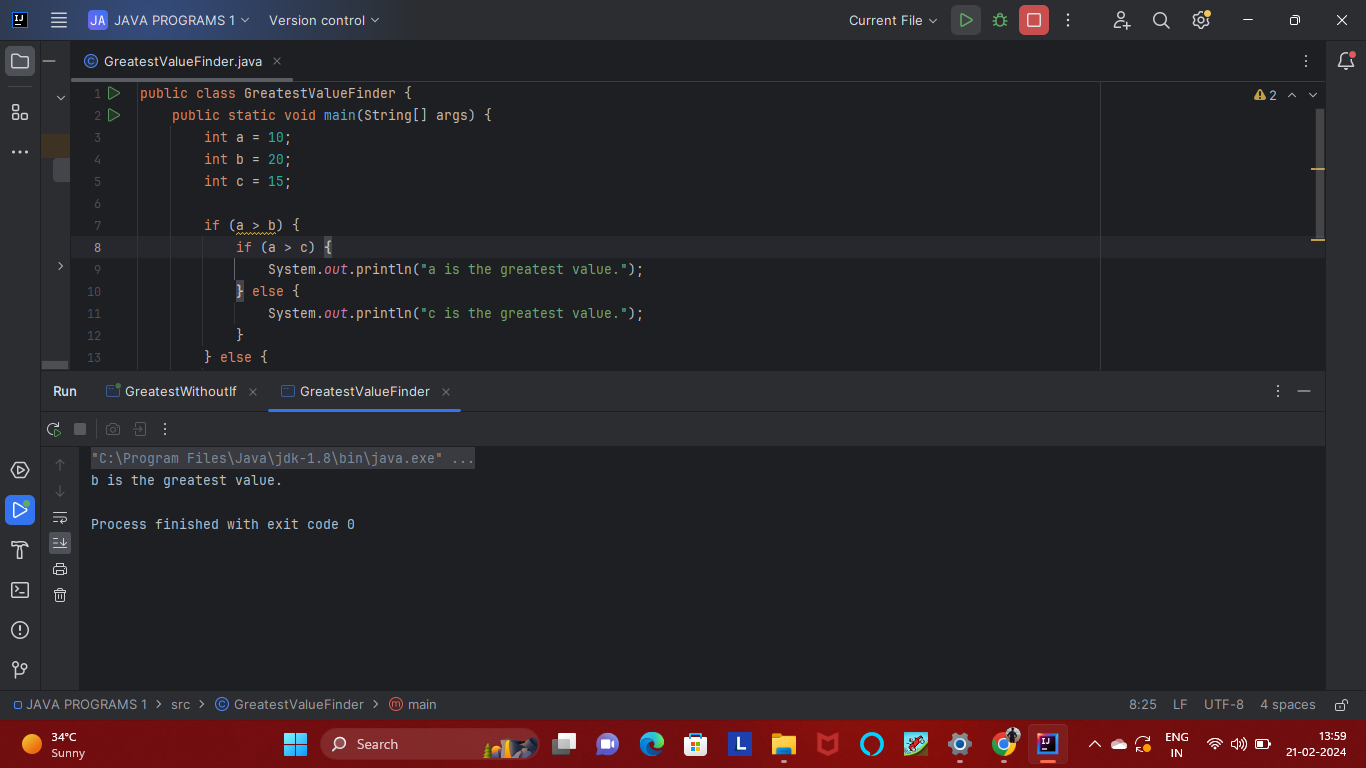 JA JAVA PROGRAMS 1 Version control Current File
GreatestValueFinder.java
2
1 public class GreatestValueFinder {
2 public static void main(String[] args) {
3 int a = 10;
4 int b = 20;
5 int c = 15;
6
7 if (a > b) {
8 if (a > c) {
9 System.out.println("a is the greatest value.");
10 } else {
11 System.out.println("c is the greatest value.");
12 }
13 } else {
Run GreatestWithoutIf GreatestValueFinder
"C:\Program Files\Java\jdk-1.8\bin\java.exe" ...
b is the greatest value.
Process finished with exit code 0
JAVA PROGRAMS 1 > src > GreatestValueFinder > main 8:25 LF UTF-8 4 spaces
34°C
Sunny
Search
L
ENG
IN
13:59
21-02-2024